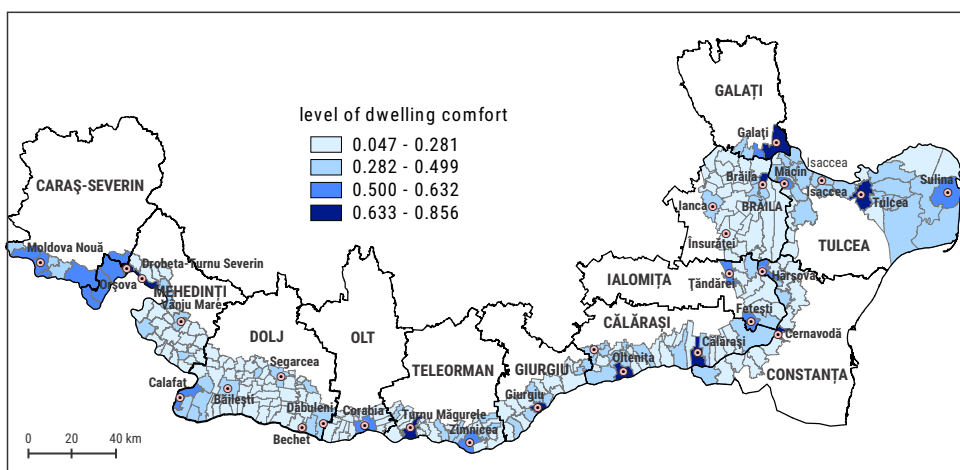 GALAȚI
level of dwelling comfort
0.047 - 0.281
0.282 - 0.499
0.500 - 0.632
0.633 - 0.856
Galați
Isaccea
Brăila
Măcin
Isaccea
Sulina
CARAȘ-SEVERIN
Ianca
BRĂILA
Tulcea
Însurăței
TULCEA
Moldova Nouă
Drobeta-Turnu Severin
Orșova
MEHEDINȚI
IALOMIȚA
Țăndărei
Hârșova
Vânju Mare
DOLJ
OLT
CĂLĂRAȘI
Fetești
Cernavodă
Călărași
Segarcea
TELEORMAN
GIURGIU
Oltenița
CONSTANȚA
Calafat
Băilești
Giurgiu
Dăbuleni
Corabia
Turnu Măgurele
Zimnicea
Bechet
0 20 40 km